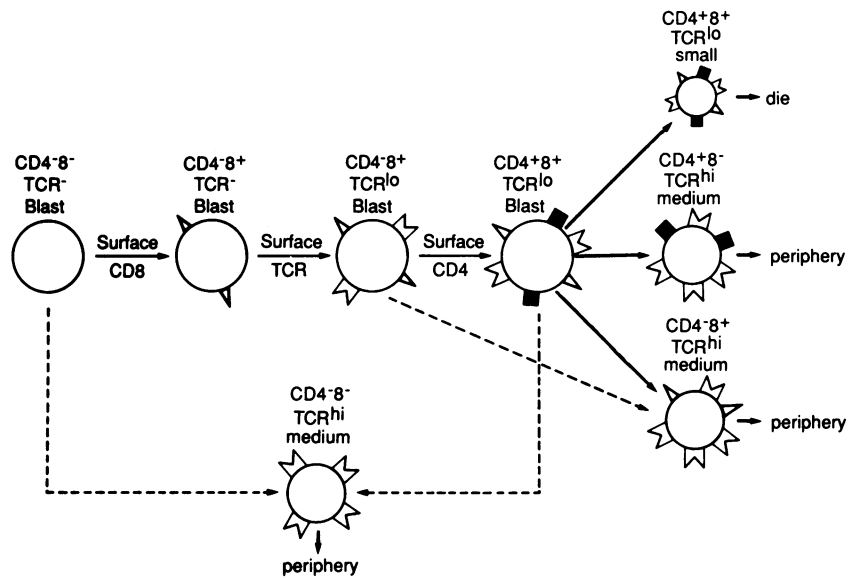 CD4⁺8⁺
TCRˡᵒ
small
die
CD4⁻8⁻
TCR⁻
Blast
Surface
CD8
CD4⁻8⁺
TCR⁻
Blast
Surface
TCR
CD4⁻8⁺
TCRˡᵒ
Blast
Surface
CD4
CD4⁺8⁺
TCRˡᵒ
Blast
CD4⁺8⁻
TCRʰⁱ
medium
periphery
CD4⁻8⁺
TCRʰⁱ
medium
periphery
CD4⁻8⁻
TCRʰⁱ
medium
periphery